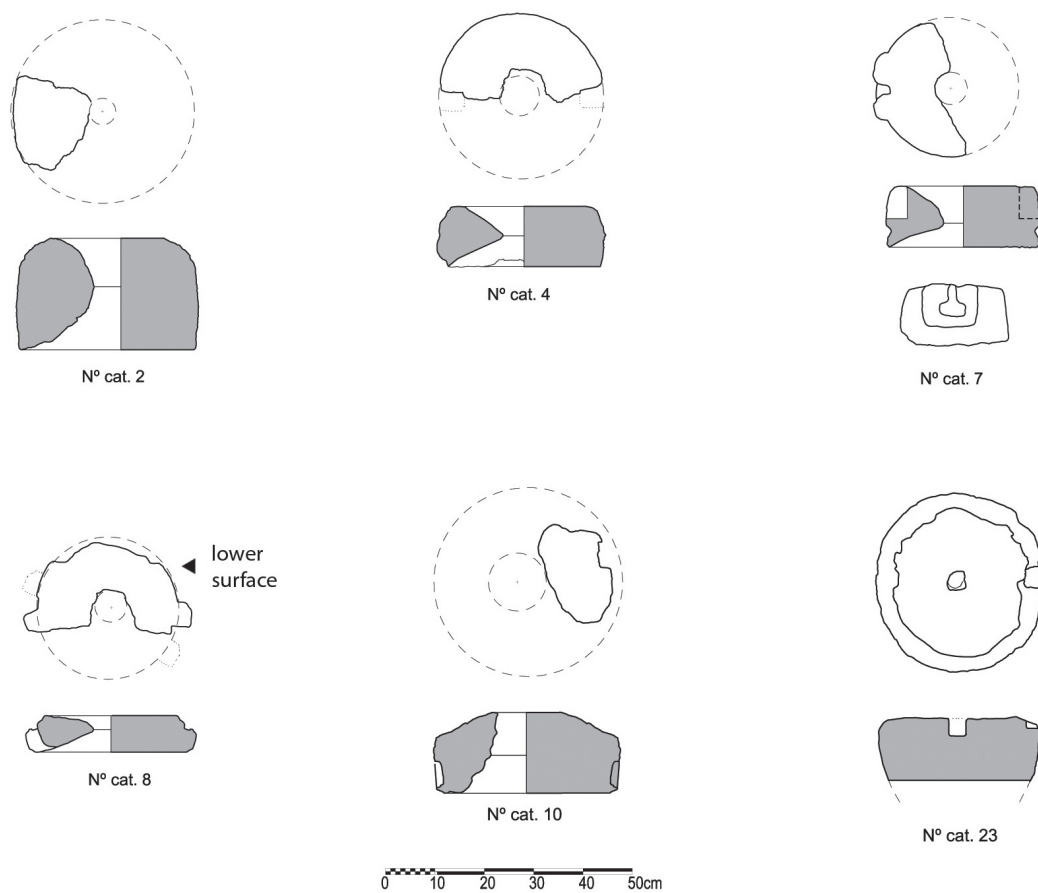 Nº cat. 2
Nº cat. 4
Nº cat. 7
lower
surface
Nº cat. 8
Nº cat. 10
Nº cat. 23
0 10 20 30 40 50cm